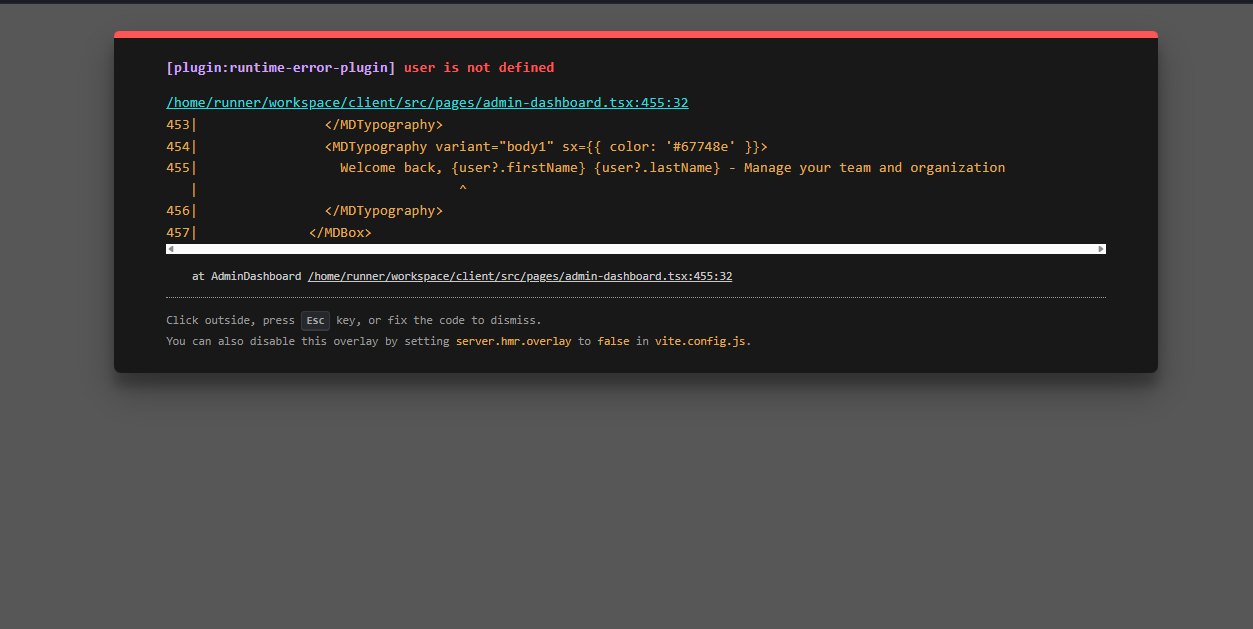 [plugin:runtime-error-plugin] user is not defined
/home/runner/workspace/client/src/pages/admin-dashboard.tsx:455:32
453|                </MDTypography>
454|                <MDTypography variant="body1" sx={{ color: '#67748e' }}>
455|                  Welcome back, {user?.firstName} {user?.lastName} - Manage your team and organization
   |                                 ^
456|                </MDTypography>
457|              </MDBox>
at AdminDashboard /home/runner/workspace/client/src/pages/admin-dashboard.tsx:455:32
Click outside, press Esc key, or fix the code to dismiss.
You can also disable this overlay by setting server.hmr.overlay to false in vite.config.js.